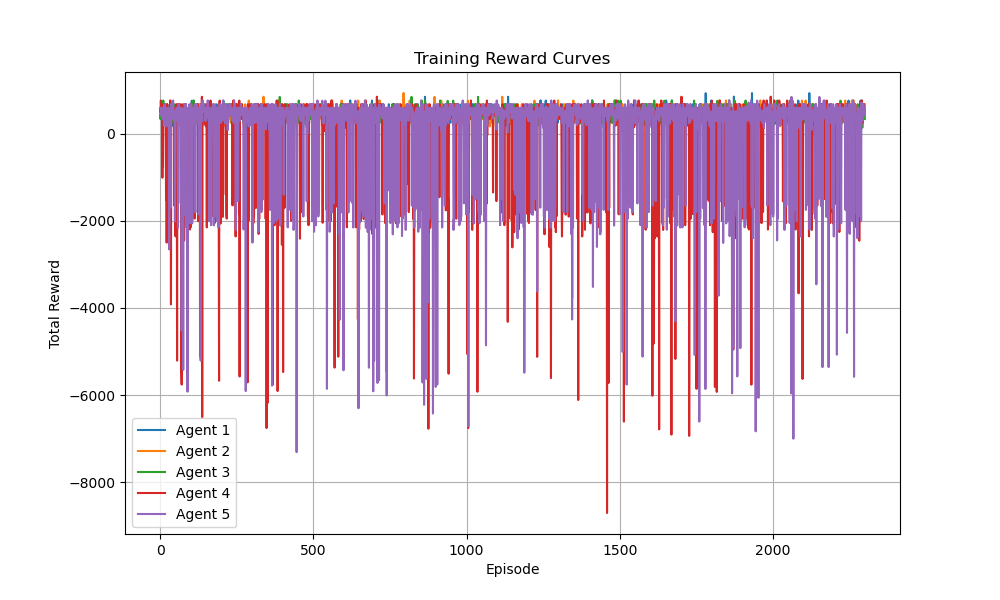 Training Reward Curves
Total Reward
0
−2000
−4000
−6000
−8000
Agent 1
Agent 2
Agent 3
Agent 4
Agent 5
0 500 1000 1500 2000
Episode